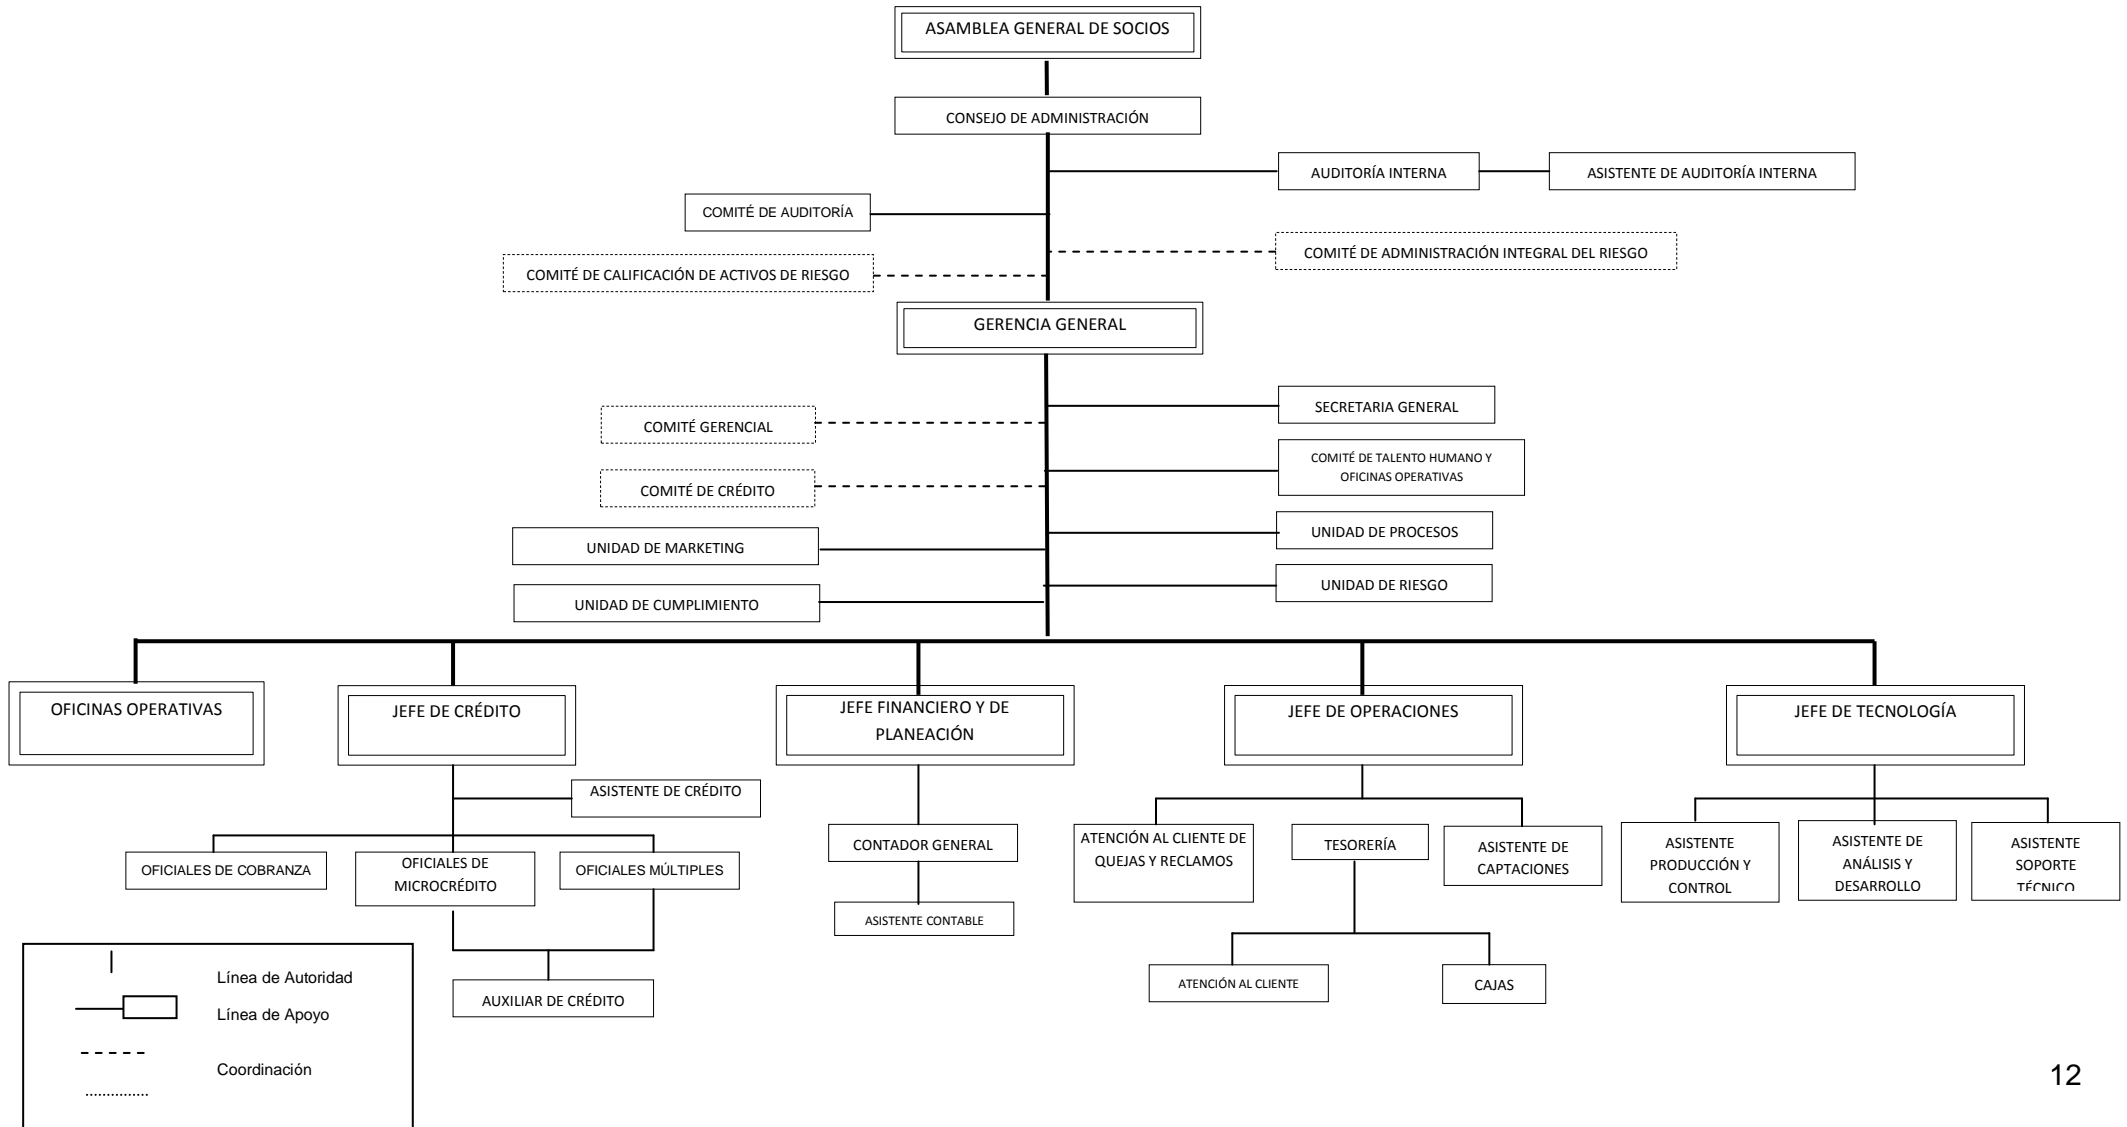 ASAMBLEA GENERAL DE SOCIOS
CONSEJO DE ADMINISTRACIÓN
AUDITORÍA INTERNA
ASISTENTE DE AUDITORÍA INTERNA
COMITÉ DE AUDITORÍA
COMITÉ DE ADMINISTRACIÓN INTEGRAL DEL RIESGO
COMITÉ DE CALIFICACIÓN DE ACTIVOS DE RIESGO
GERENCIA GENERAL
SECRETARIA GENERAL
COMITÉ GERENCIAL
COMITÉ DE TALENTO HUMANO Y
OFICINAS OPERATIVAS
COMITÉ DE CRÉDITO
UNIDAD DE PROCESOS
UNIDAD DE MARKETING
UNIDAD DE RIESGO
UNIDAD DE CUMPLIMIENTO
OFICINAS OPERATIVAS
JEFE DE CRÉDITO
JEFE FINANCIERO Y DE
PLANEACIÓN
JEFE DE OPERACIONES
JEFE DE TECNOLOGÍA
ASISTENTE DE CRÉDITO
OFICIALES DE COBRANZA
OFICIALES DE
MICROCRÉDITO
OFICIALES MÚLTIPLES
CONTADOR GENERAL
ATENCIÓN AL CLIENTE DE
QUEJAS Y RECLAMOS
TESORERÍA
ASISTENTE DE
CAPTACIONES
ASISTENTE
PRODUCCIÓN Y
CONTROL
ASISTENTE DE
ANÁLISIS Y
DESARROLLO
ASISTENTE
SOPORTE
TÉCNICO
ASISTENTE CONTABLE
AUXILIAR DE CRÉDITO
ATENCIÓN AL CLIENTE
CAJAS
Línea de Autoridad
Línea de Apoyo
Coordinación
12